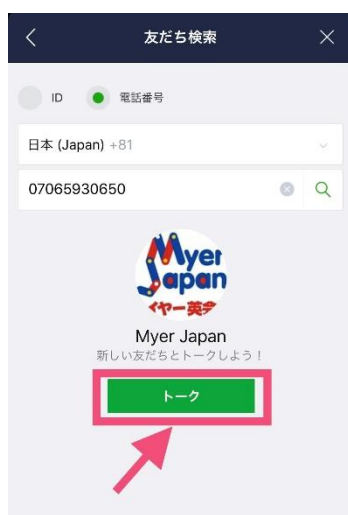 友だち検索
ID 電話番号
日本 (Japan) +81
07065930650
Myer
Japan
イヤー英会
Myer Japan
新しい友だちとトークしよう！
トーク